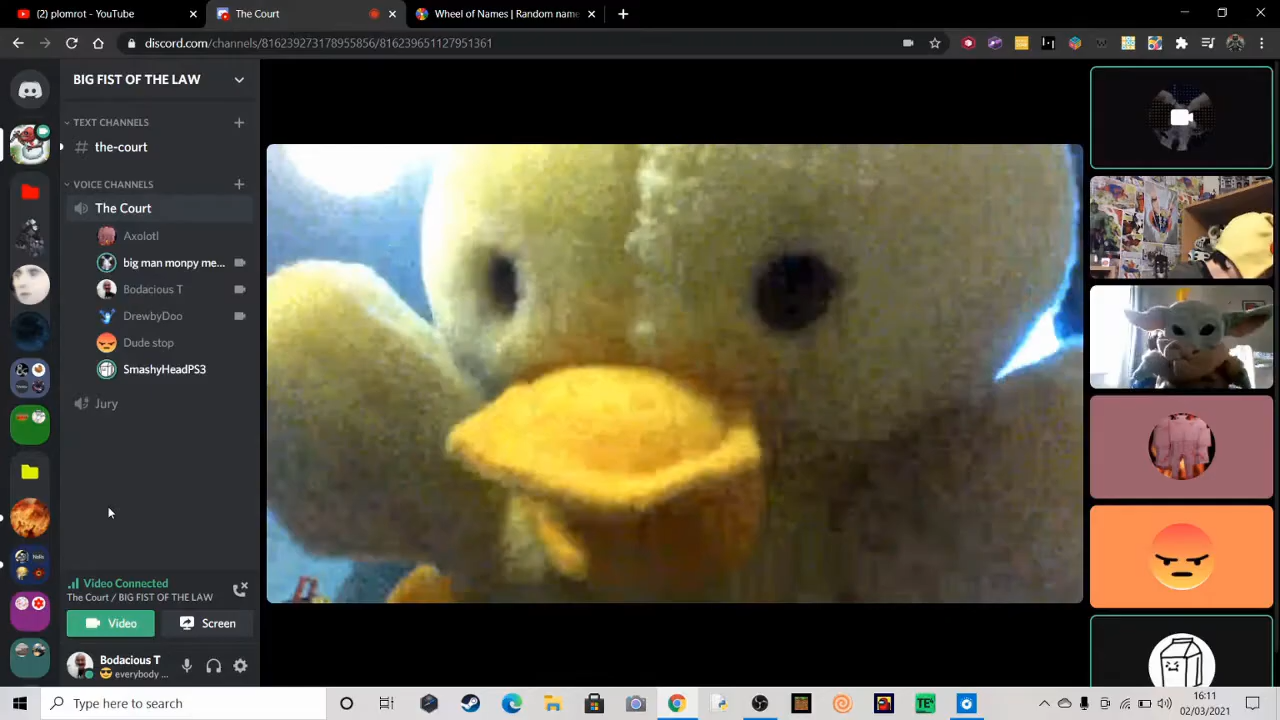 (2) plomrot - YouTube
The Court
Wheel of Names | Random name
discord.com/channels/816239273178955856/816239651127951361
BIG FIST OF THE LAW
TEXT CHANNELS
# the-court
VOICE CHANNELS
The Court
Axolotl
big man monpy me...
Bodacious T
DrewbyDoo
Dude stop
SmashyHeadPS3
Jury
Video Connected
The Court / BIG FIST OF THE LAW
Video
Screen
Bodacious T
😎 everybody ...
Type here to search
16:11
02/03/2021